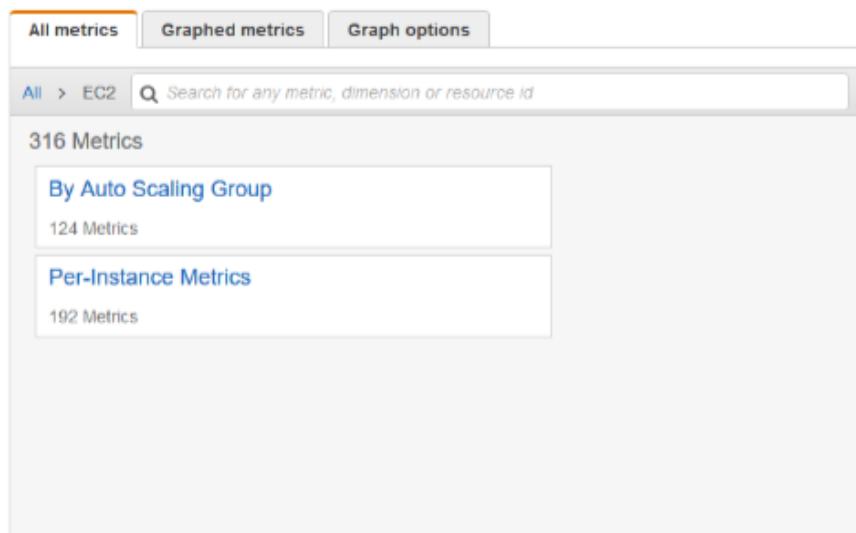 All metrics Graphed metrics Graph options
All > EC2 Search for any metric, dimension or resource id
316 Metrics
By Auto Scaling Group
124 Metrics
Per-Instance Metrics
192 Metrics